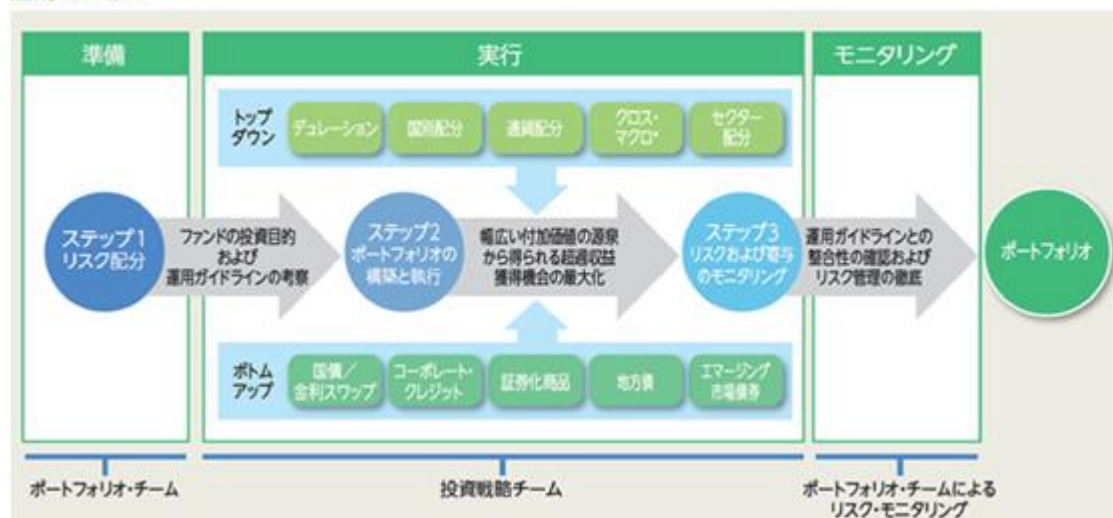 準備
実行
モニタリング
トップ
ダウン
デュレーション
国別配分
通貨配分
クロス・
マクロ*
セクター
配分
ステップ1
リスク配分
ファンドの投資目的
および
運用ガイドラインの考察
ステップ2
ポートフォリオの
構築と執行
幅広い付加価値の源泉
から得られる超過収益
獲得機会の最大化
ステップ3
リスクおよび寄与
のモニタリング
運用ガイドラインとの
整合性の確認および
リスク管理の徹底
ポートフォリオ
ボトム
アップ
国債／
金利スワップ
コーポレート・
クレジット
証券化商品
地方債
エマージング
市場債券
ポートフォリオ・チーム
投資戦略チーム
ポートフォリオ・チームによる
リスク・モニタリング